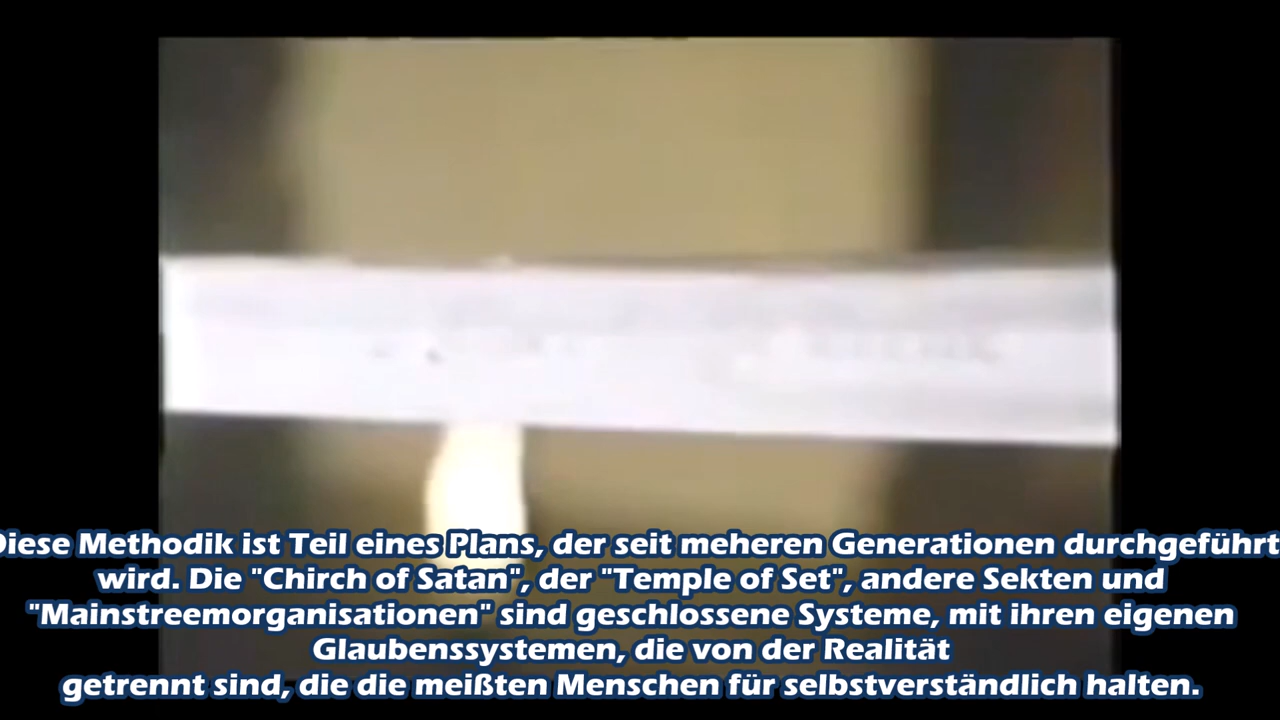 Diese Methodik ist Teil eines Plans, der seit meheren Generationen durchgeführt
wird. Die "Chirch of Satan", der "Temple of Set", andere Sekten und
"Mainstreemorganisationen" sind geschlossene Systeme, mit ihren eigenen
Glaubenssystemen, die von der Realität
getrennt sind, die die meißten Menschen für selbstverständlich halten.